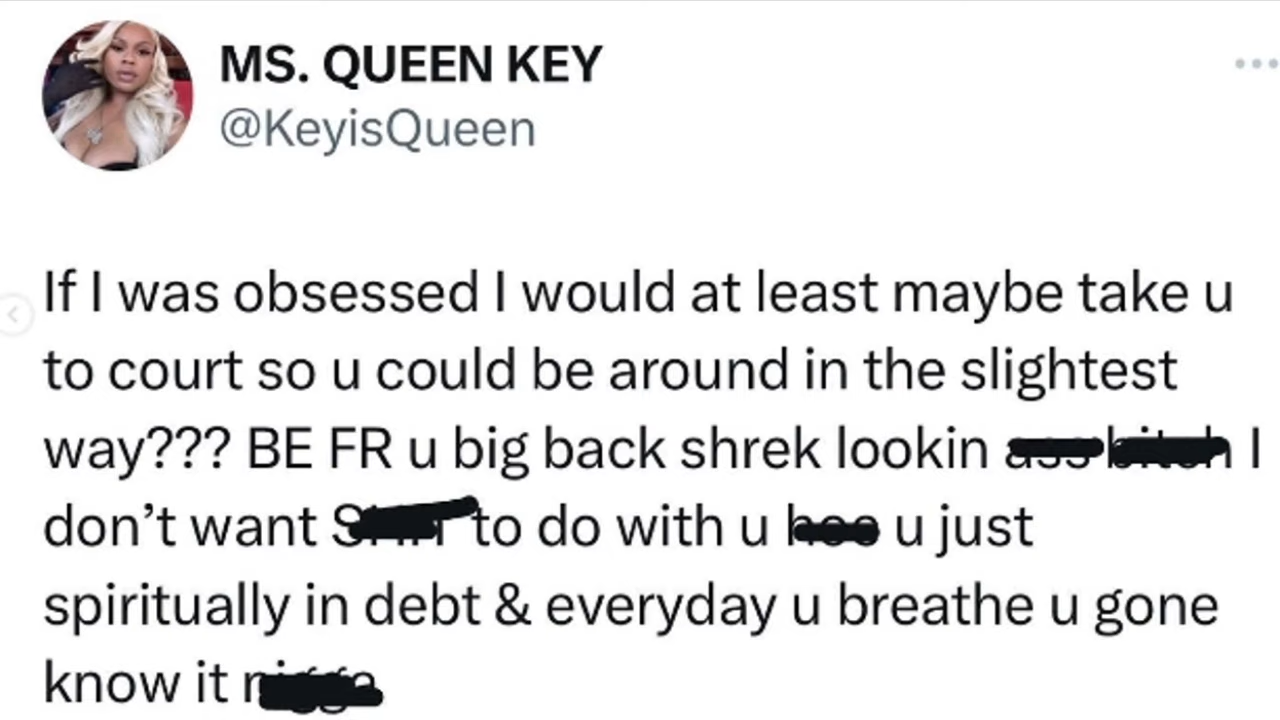 MS. QUEEN KEY
@KeyisQueen
If I was obsessed I would at least maybe take u
to court so u could be around in the slightest
way??? BE FR u big back shrek lookin I
don't want to do with u u just
spiritually in debt & everyday u breathe u gone
know it